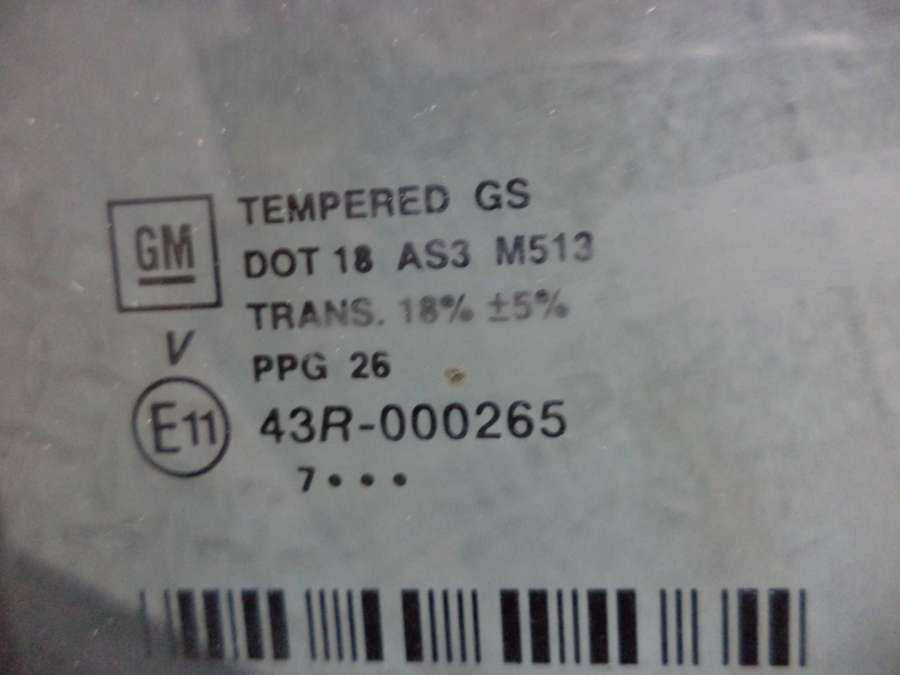 GM
TEMPERED GS
DOT 18 AS3 M513
TRANS. 18% ±5%
V
PPG 26
E11
43R-000265
7•••